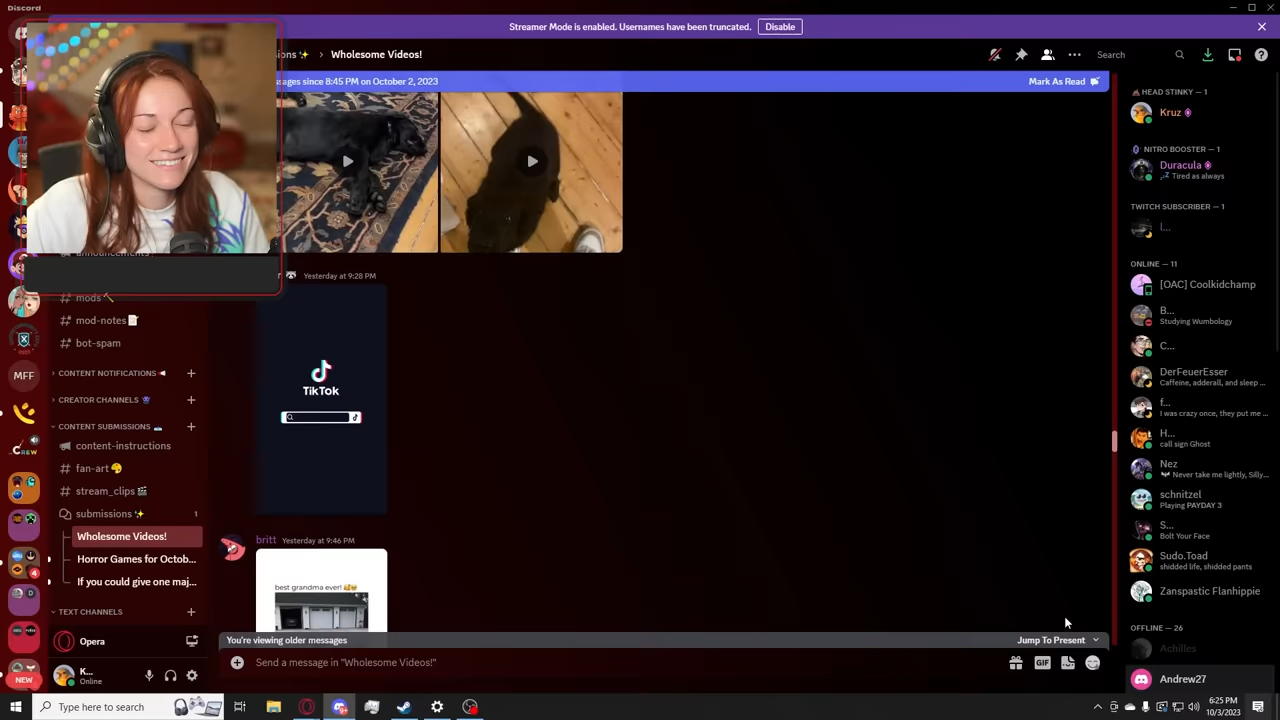 Discord
Streamer Mode is enabled. Usernames have been truncated.
Disable
ions
Wholesome Videos!
Search
ages since 8:45 PM on October 2, 2023
Mark As Read
Yesterday at 9:28 PM
TikTok
britt
Yesterday at 9:46 PM
best grandma ever!
You're viewing older messages
Jump To Present
Send a message in "Wholesome Videos!"
GIF
announcements
mods
mod-notes
bot-spam
MFF
CONTENT NOTIFICATIONS
CREATOR CHANNELS
CONTENT SUBMISSIONS
content-instructions
fan-art
stream_clips
submissions
1
Wholesome Videos!
Horror Games for Octob...
If you could give one maj...
TEXT CHANNELS
CREW
4
D
NEW
Opera
K...
Online
HEAD STINKY — 1
Kruz
NITRO BOOSTER — 1
Duracula
Tired as always
TWITCH SUBSCRIBER — 1
i...
ONLINE — 11
[OAC] Coolkidchamp
B...
Studying Wumbology
C...
DerFeuerEsser
Caffeine, adderall, and sleep ...
f...
I was crazy once, they put me ...
H...
call sign Ghost
Nez
Never take me lightly, Silly...
schnitzel
Playing PAYDAY 3
S...
Bolt Your Face
Sudo.Toad
shidded life, shidded pants
Zanspastic Flanhippie
OFFLINE — 26
Achilles
Andrew27
Type here to search
6:25 PM
10/3/2023